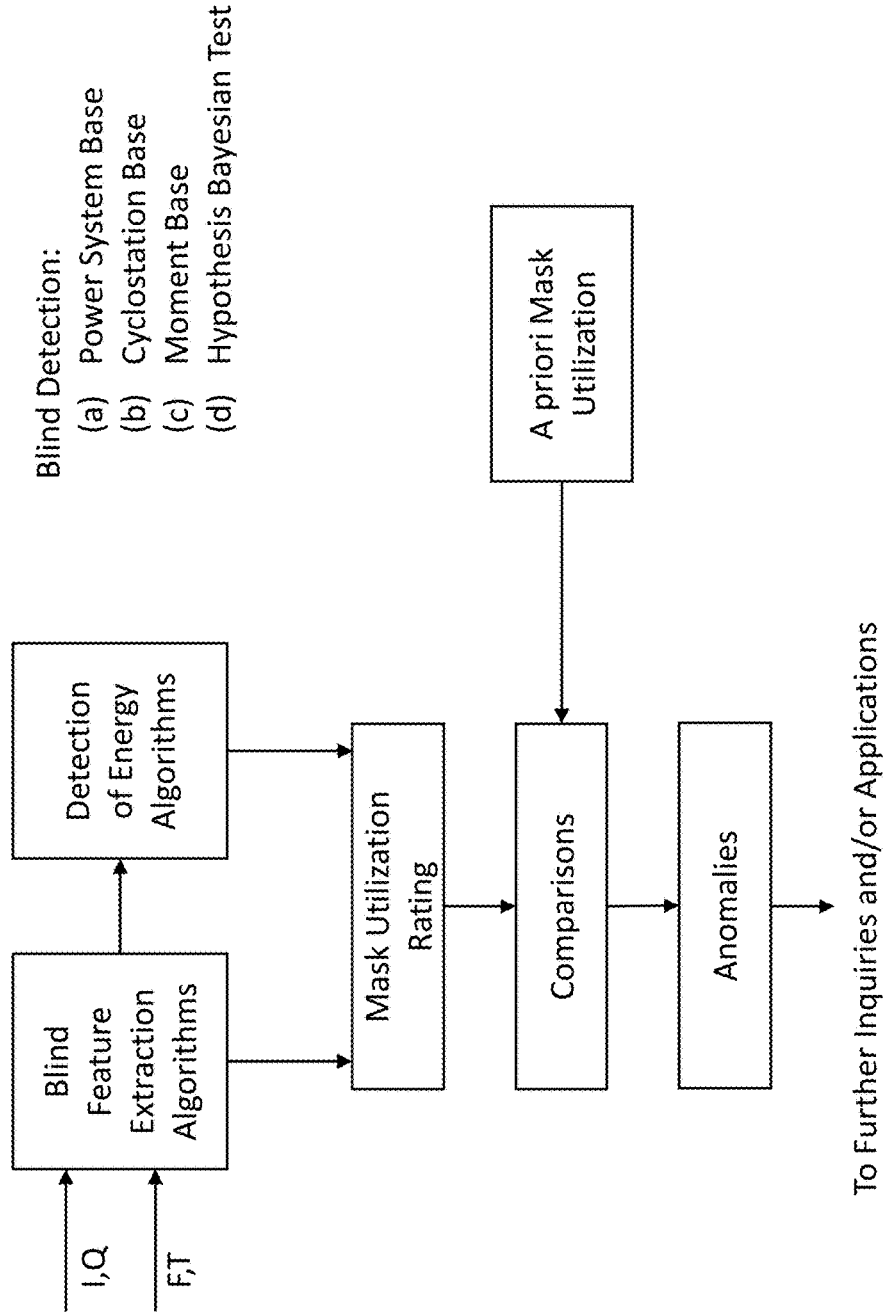 I,Q
F,T
Blind
Feature
Extraction
Algorithms
Detection
of Energy
Algorithms
Blind Detection:
(a) Power System Base
(b) Cyclostation Base
(c) Moment Base
(d) Hypothesis Bayesian Test
Mask Utilization
Rating
Comparisons
A priori Mask
Utilization
Anomalies
To Further Inquiries and/or Applications